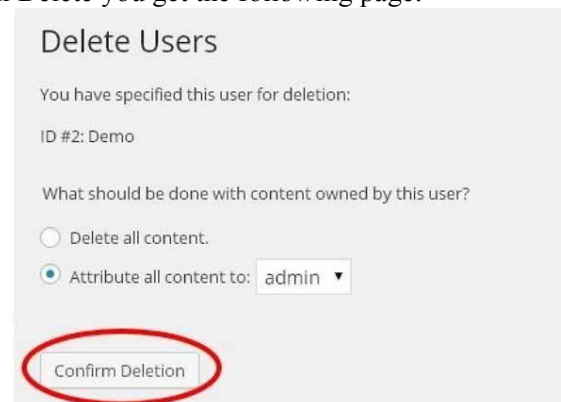 Delete you get the following page.
Delete Users
You have specified this user for deletion:
ID #2: Demo
What should be done with content owned by this user?
Delete all content.
Attribute all content to: admin
Confirm Deletion